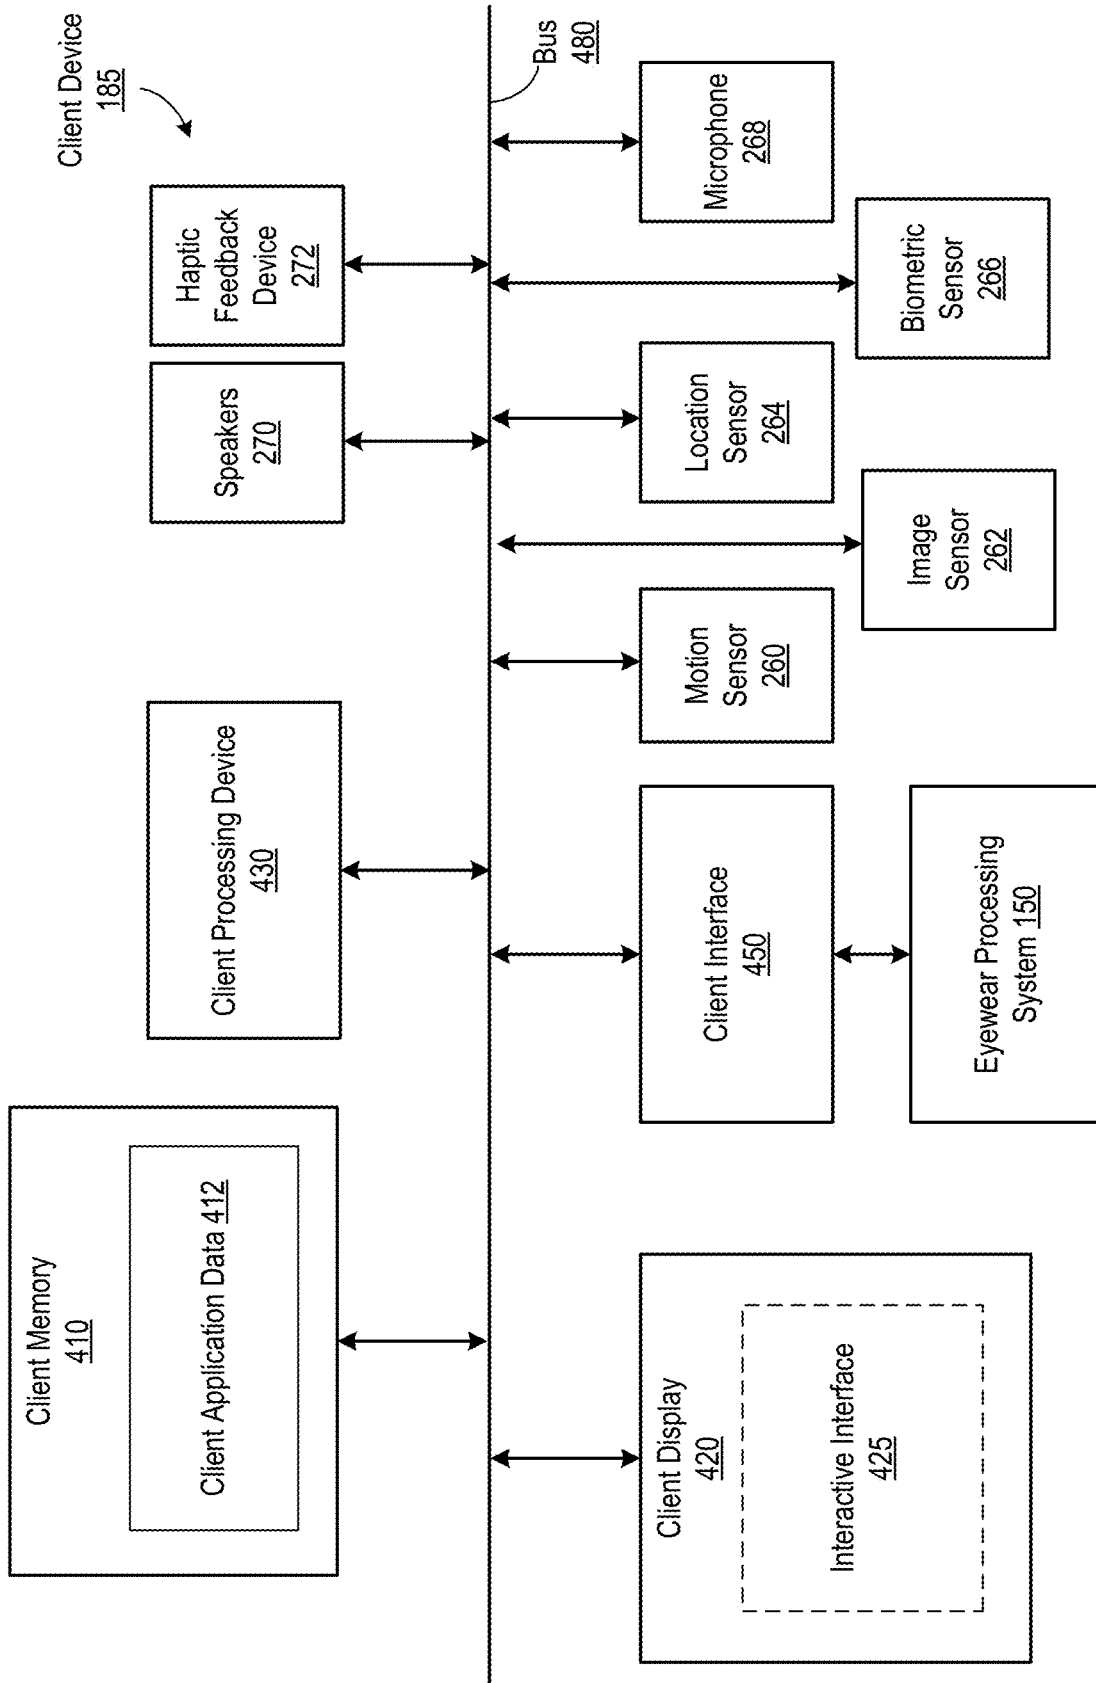 Client Device
185
Client Memory
410
Client Application Data 412
Client Processing Device
430
Speakers
270
Haptic
Feedback
Device
272
Bus
480
Client Display
420
Interactive Interface
425
Client Interface
450
Eyewear Processing
System 150
Motion
Sensor
260
Image
Sensor
262
Location
Sensor
264
Biometric
Sensor
266
Microphone
268